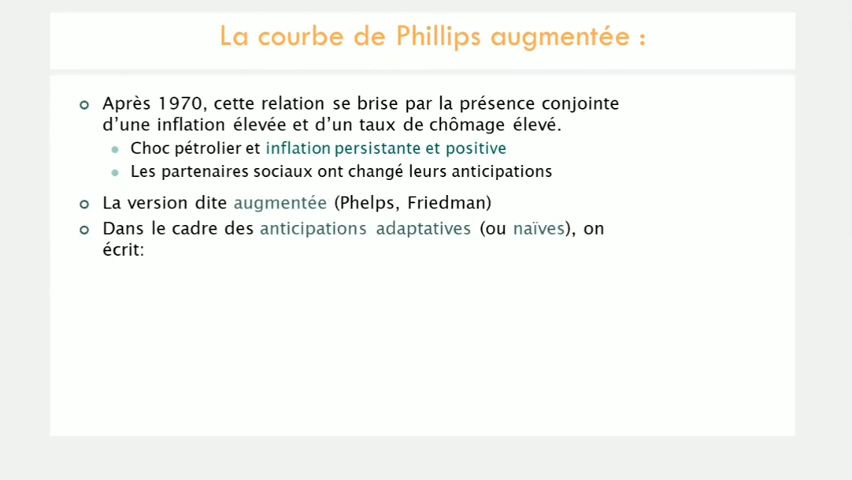 La courbe de Phillips augmentée :
Après 1970, cette relation se brise par la présence conjointe
d'une inflation élevée et d'un taux de chômage élevé.
Choc pétrolier et inflation persistante et positive
Les partenaires sociaux ont changé leurs anticipations
La version dite augmentée (Phelps, Friedman)
Dans le cadre des anticipations adaptatives (ou naïves), on
écrit: